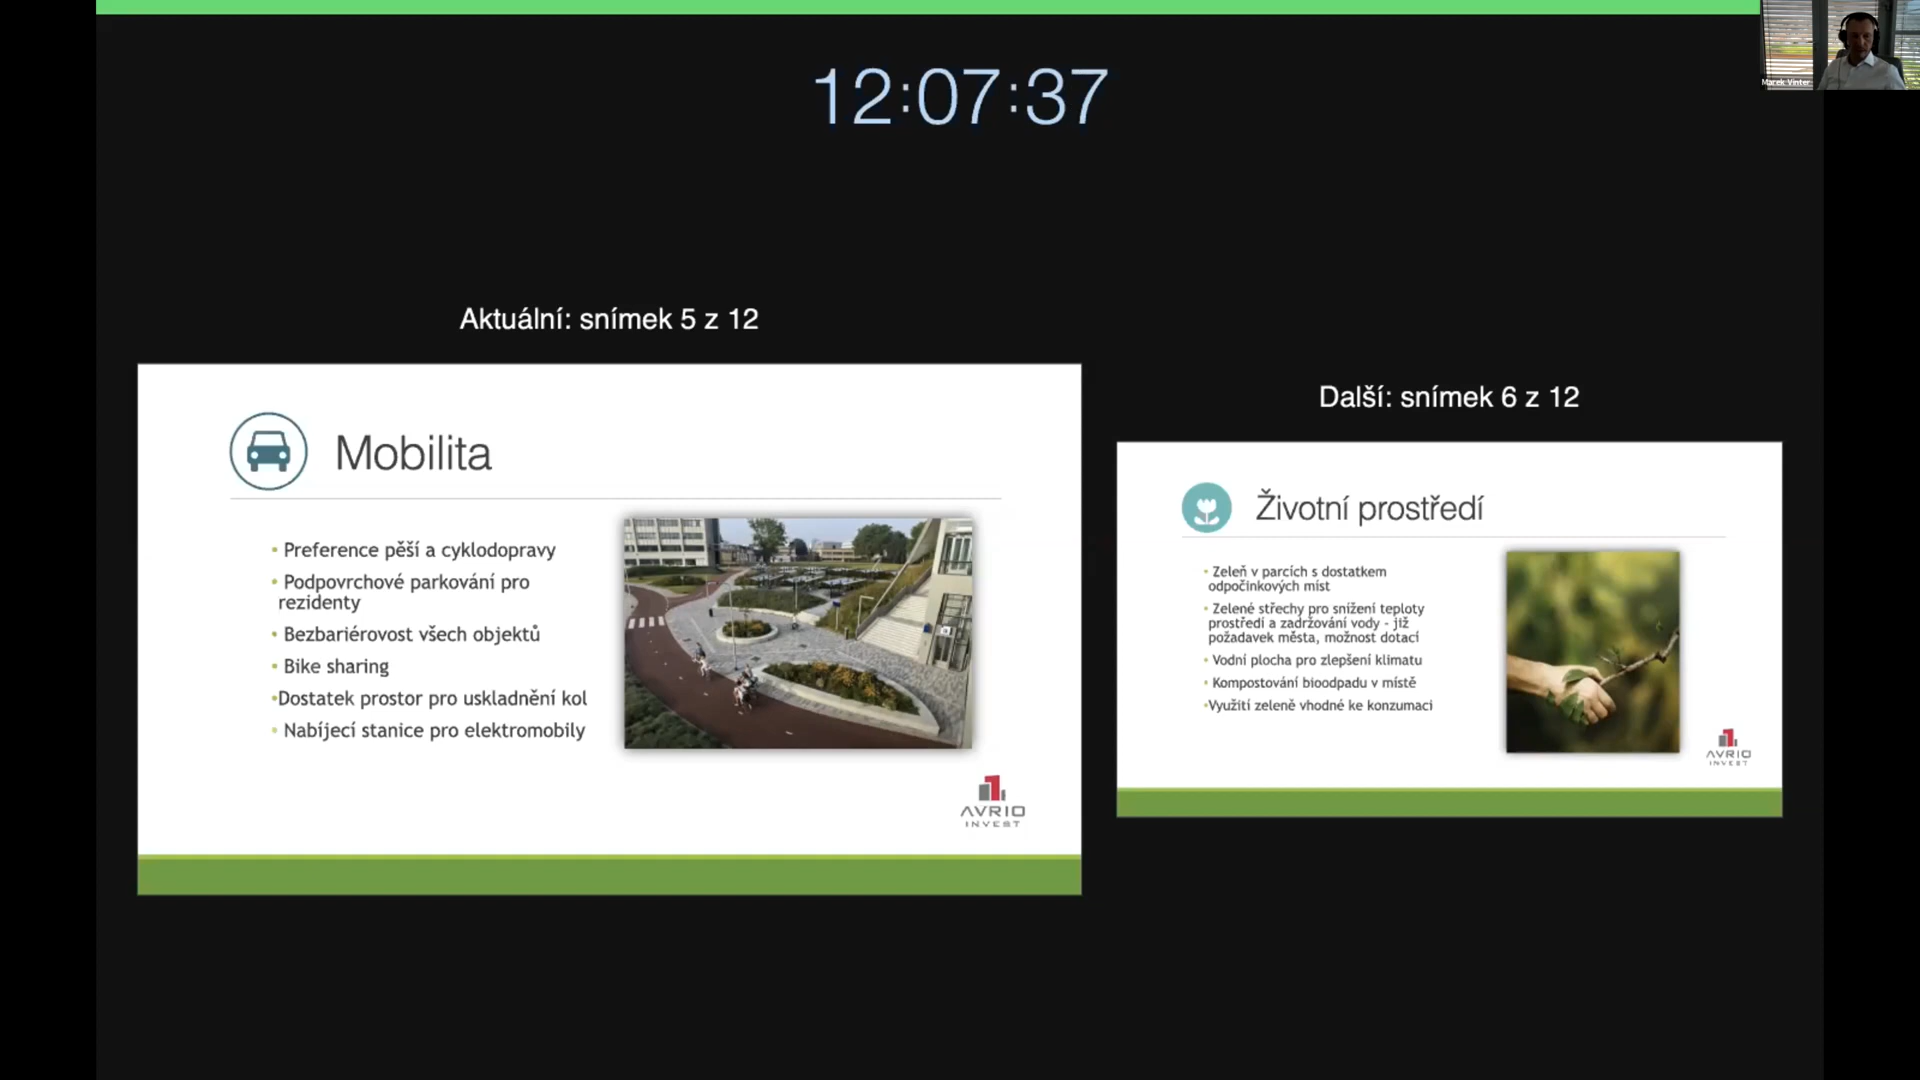 12:07:37
Marek Vinter
Aktuální: snímek 5 z 12
Mobilita
• Preference pěší a cyklodopravy
• Podpovrchové parkování pro
rezidenty
• Bezbariérovost všech objektů
• Bike sharing
•Dostatek prostor pro uskladnění kol
• Nabíjecí stanice pro elektromobily
AVRIO
INVEST
Další: snímek 6 z 12
Životní prostředí
• Zeleň v parcích s dostatkem
odpočinkových míst
• Zelené střechy pro snížení teploty
prostředí a zadržování vody - již
požadavek města, možnost dotací
• Vodní plocha pro zlepšení klimatu
• Kompostování bioodpadu v místě
•Využití zeleně vhodné ke konzumaci
AVRIO
INVEST